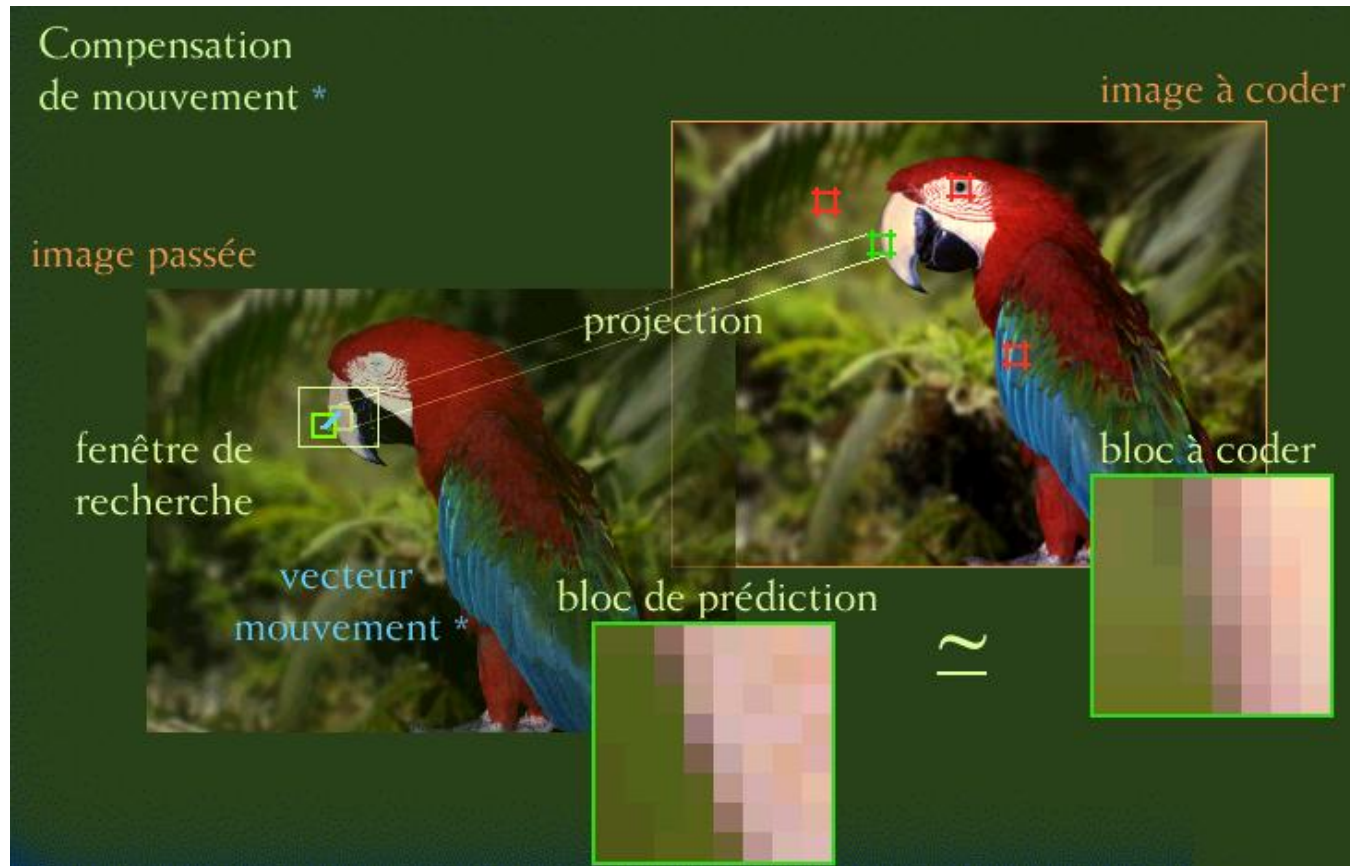 Compensation
de mouvement *
image à coder
image passée
projection
fenêtre de
recherche
bloc à coder
vecteur
mouvement *
bloc de prédiction
≃